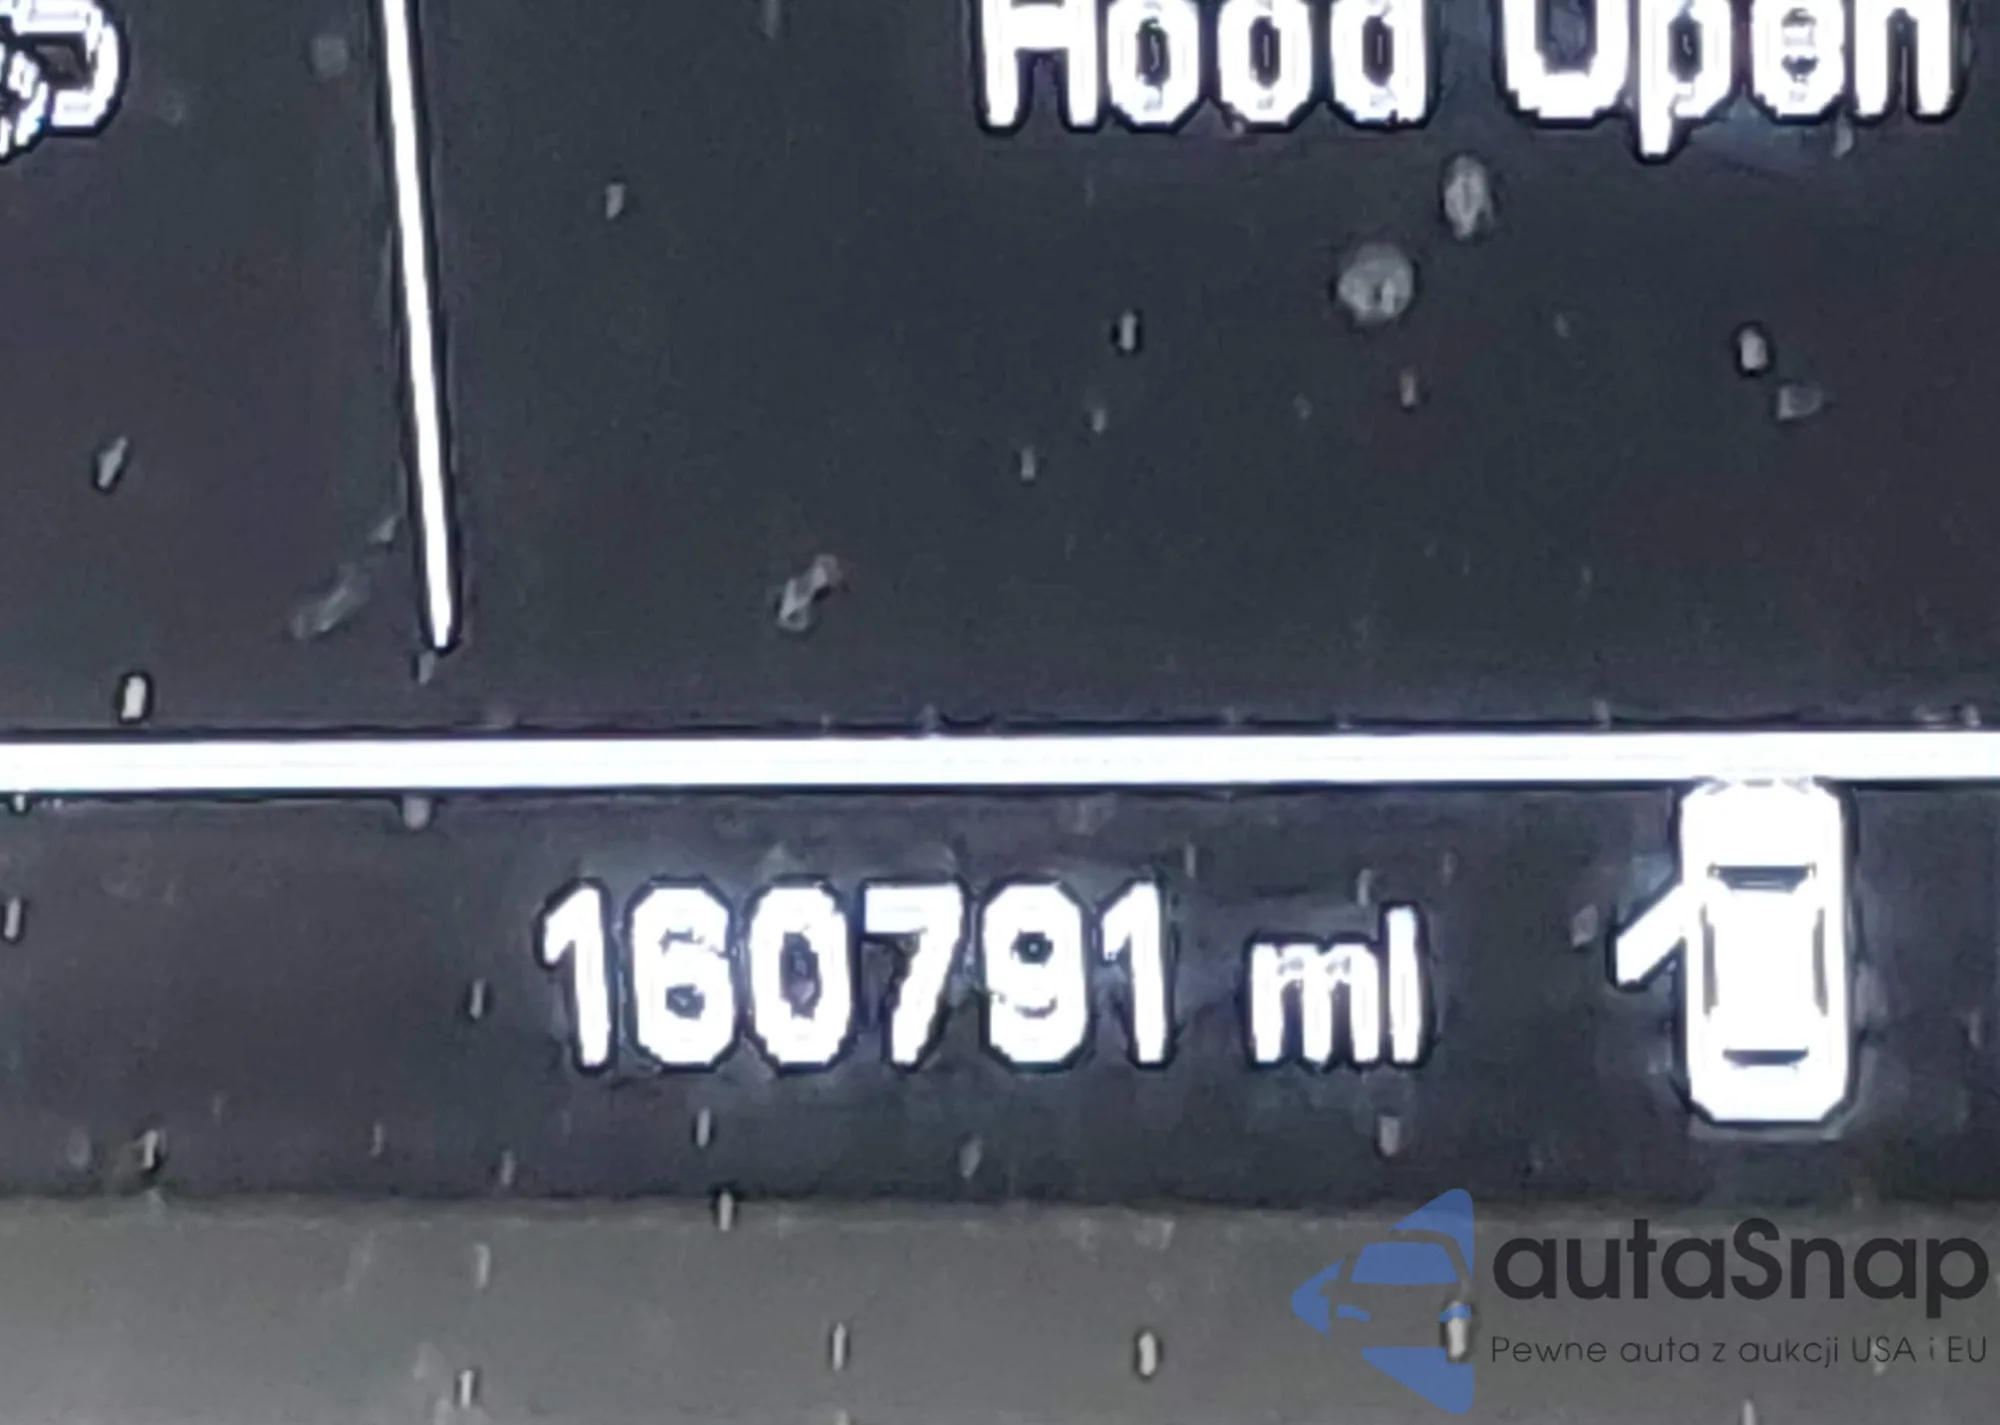 Hood Open
160791 mi
autaSnap
Pewne auta z aukcji USA i EU